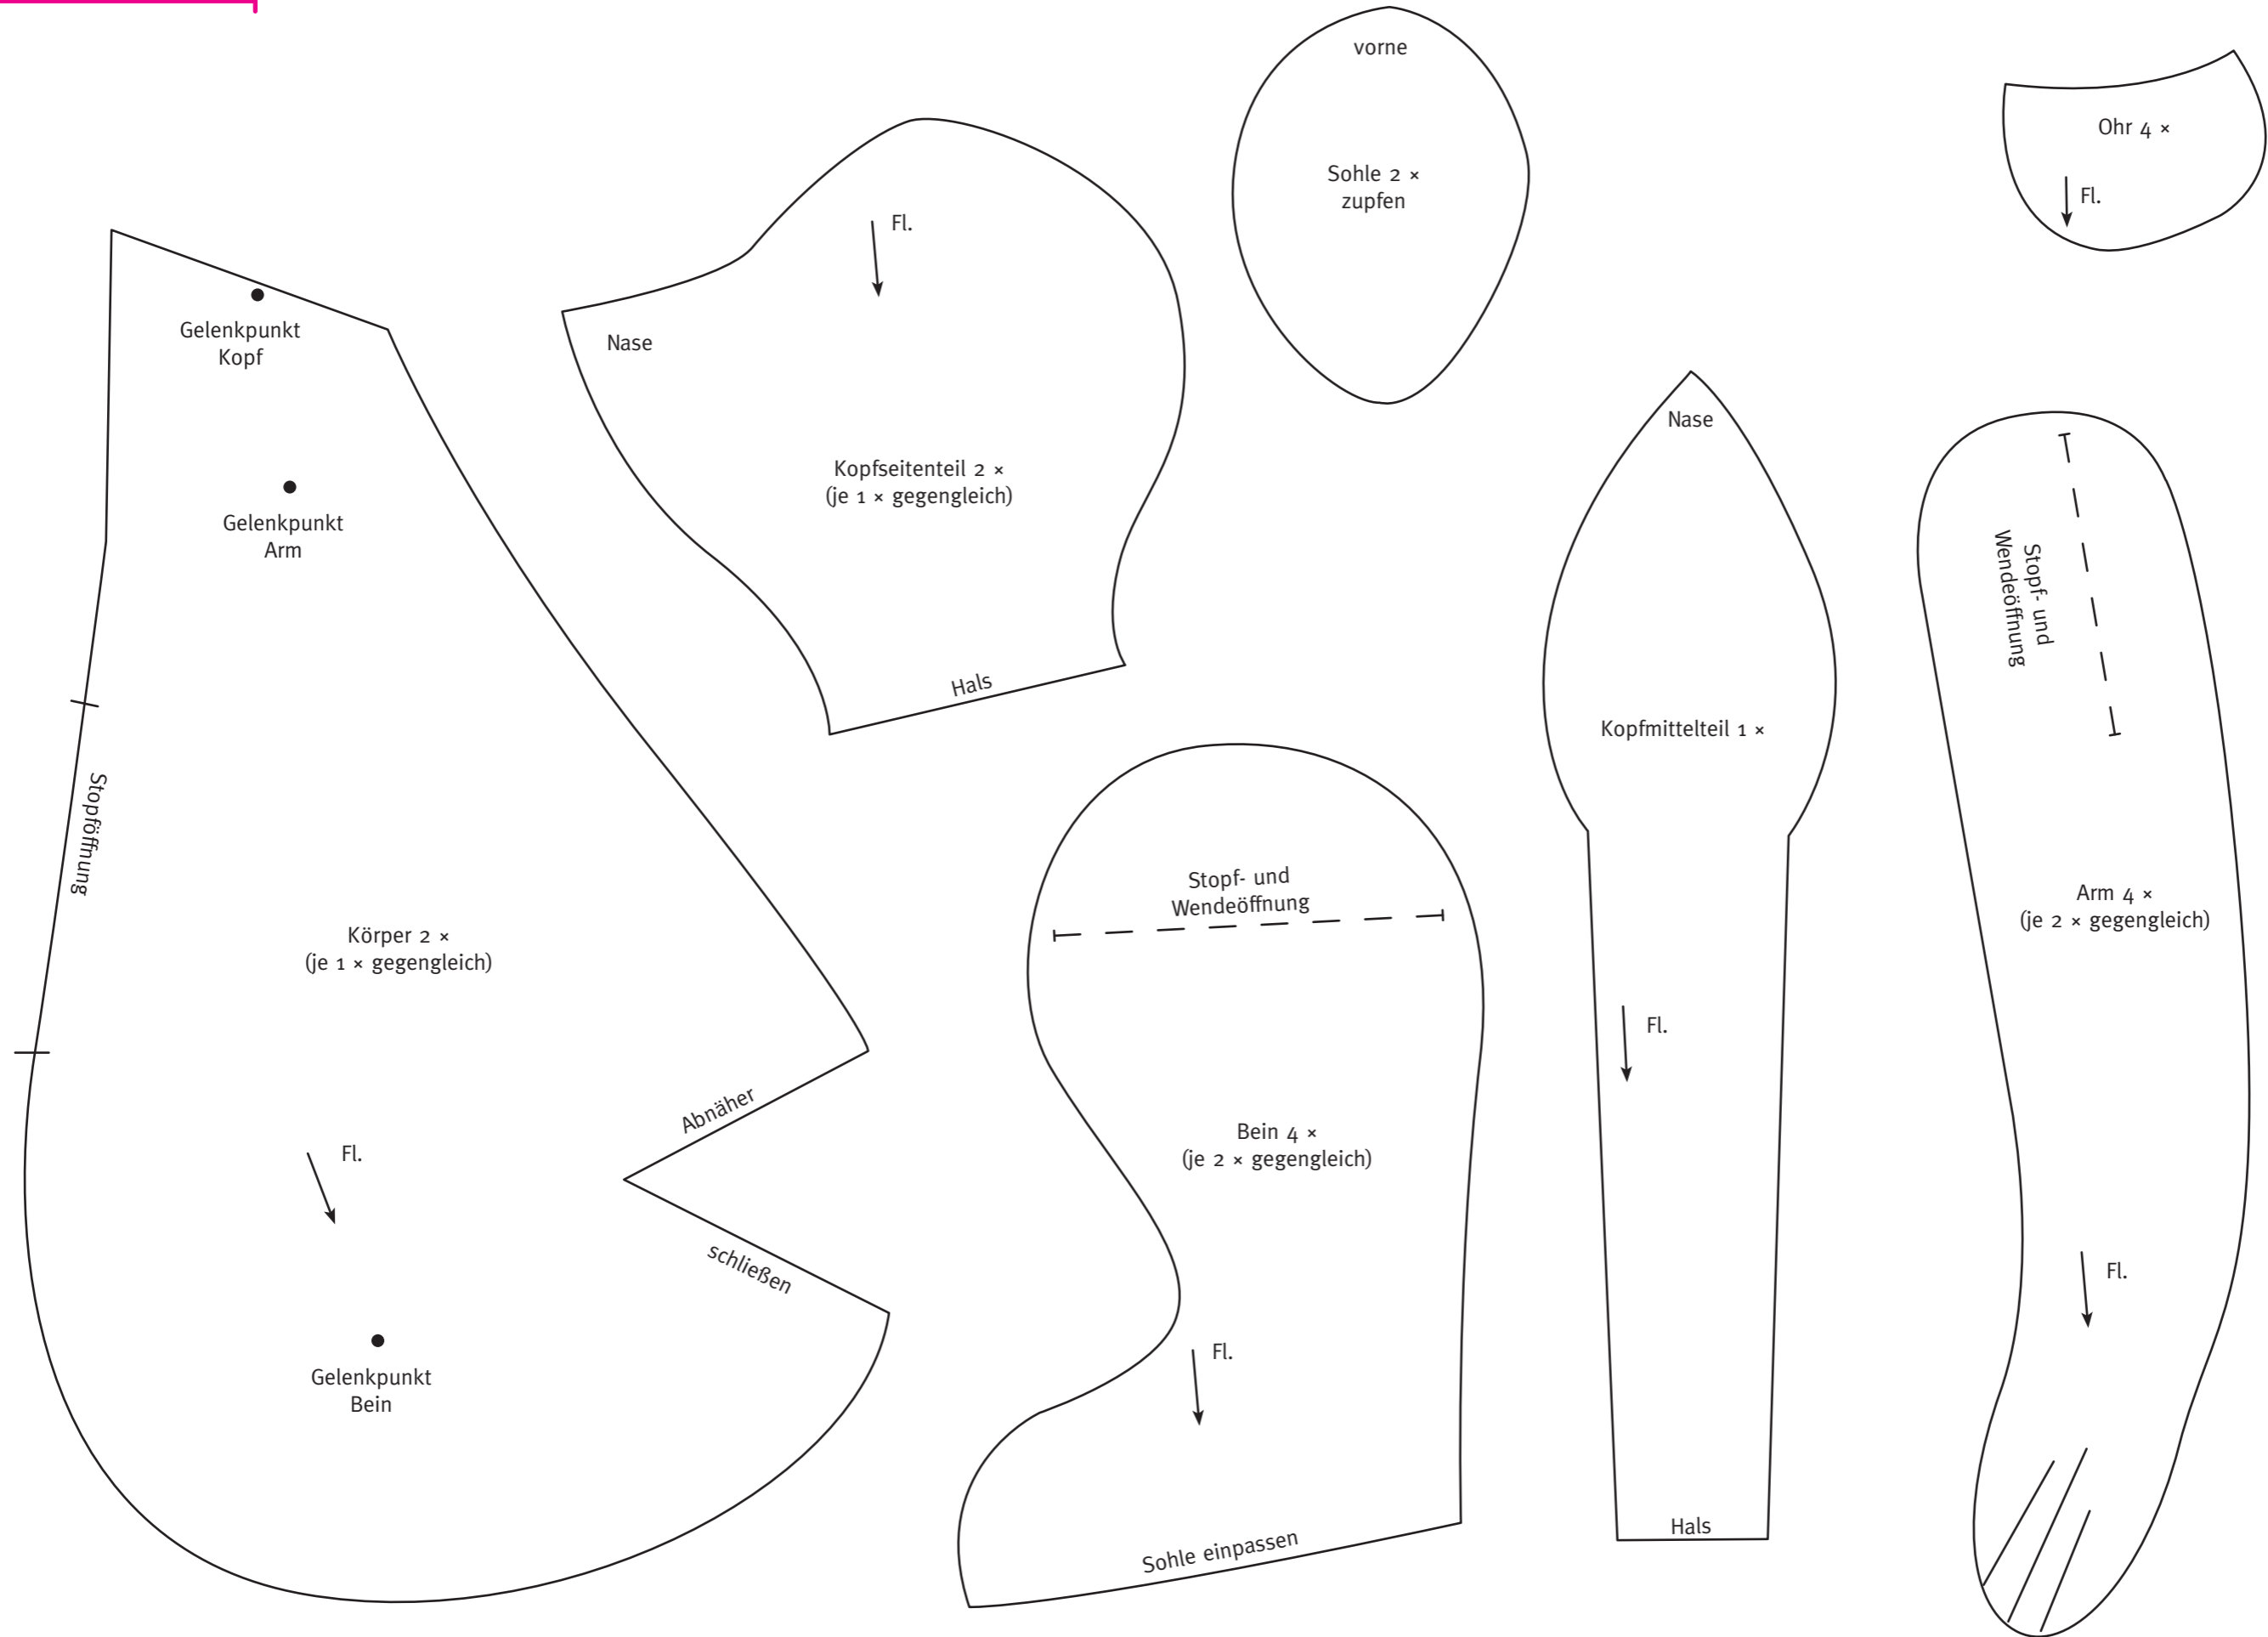 Gelenkpunkt
Kopf
Gelenkpunkt
Arm
Stopföffnung
Körper 2 ×
(je 1 × gegengleich)
Abnäher
schließen
Fl.
Gelenkpunkt
Bein
Fl.
Nase
Kopfseitenteil 2 ×
(je 1 × gegengleich)
Hals
vorne
Sohle 2 ×
zupfen
Stopf- und
Wendeöffnung
Bein 4 ×
(je 2 × gegengleich)
Fl.
Sohle einpassen
Nase
Kopfmittelteil 1 ×
Fl.
Hals
Ohr 4 ×
Fl.
Stopf- und
Wendeöffnung
Arm 4 ×
(je 2 × gegengleich)
Fl.